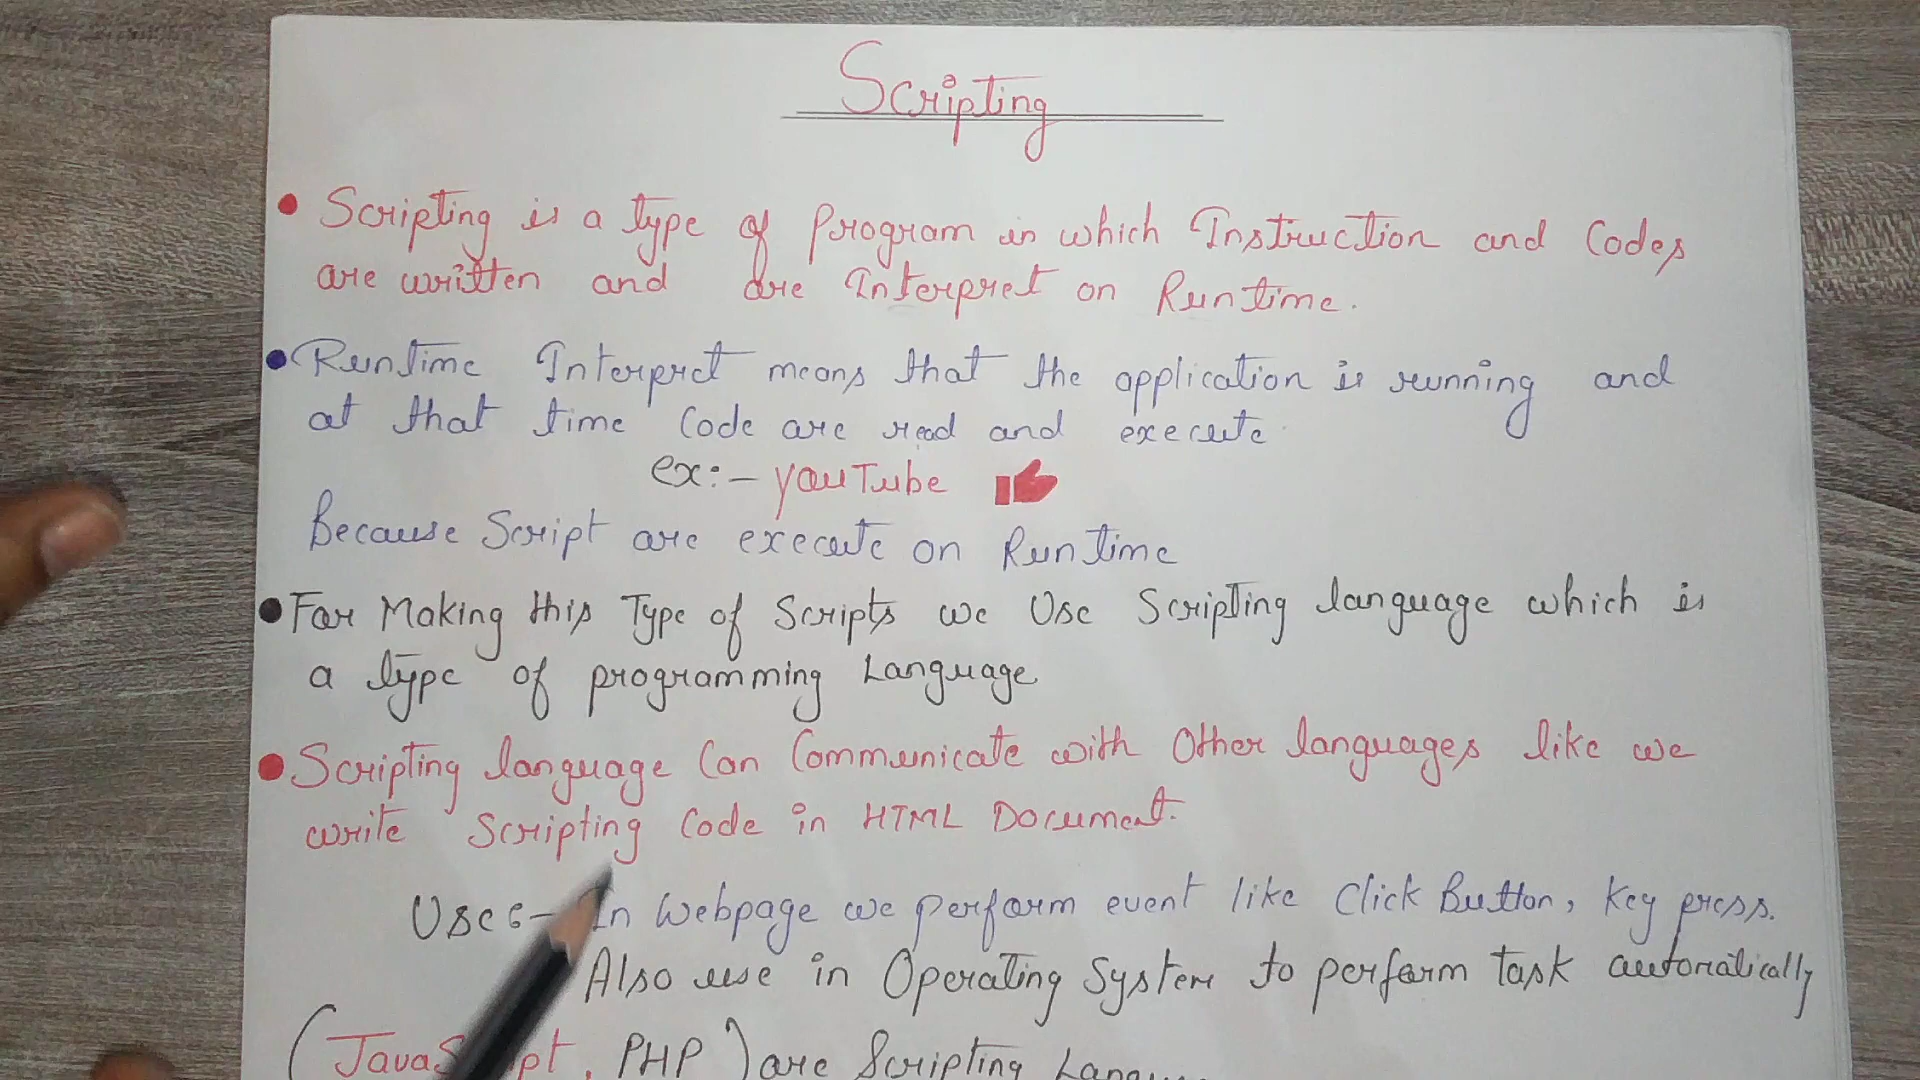 Scripting
• Scripting is a type of Program in which Instruction and Codes
are written and are Interpret on Runtime.
• Runtime Interpret means that the application is running and
at that time Code are read and execute
ex:- YouTube
Because Script are execute on Runtime
• For Making this Type of Scripts we Use Scripting language which is
a type of programming Language
• Scripting language Can Communicate with Other languages like we
write Scripting Code in HTML Document.
Use:- In Webpage we perform event like Click Button, Key press.
Also use in Operating System to perform task automatically
(JavaScript, PHP) are Scripting